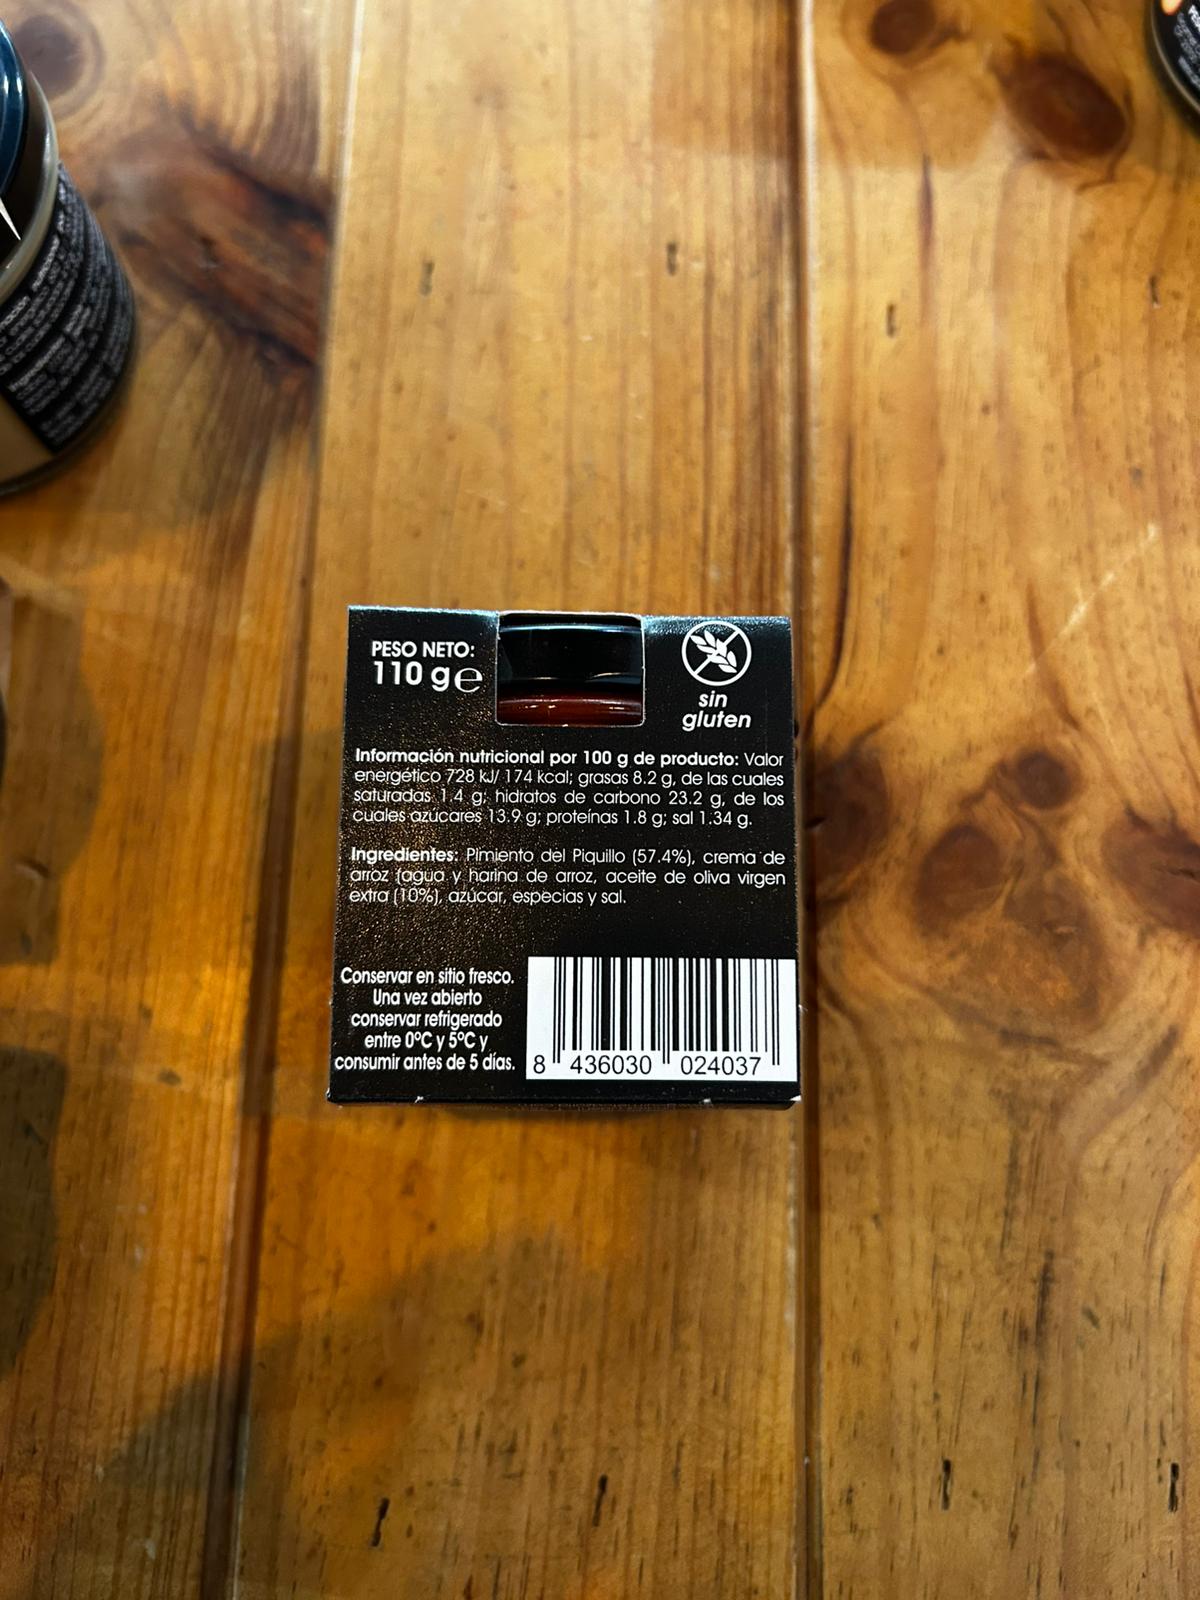 PESO NETO:
110 g℮
sin
gluten
Información nutricional por 100 g de producto: Valor
energético 728 kJ/ 174 kcal; grasas 8.2 g, de las cuales
saturadas 1.4 g; hidratos de carbono 23.2 g, de los
cuales azúcares 13.9 g; proteínas 1.8 g; sal 1.34 g.
Ingredientes: Pimiento del Piquillo (57.4%), crema de
arroz (agua y harina de arroz, aceite de oliva virgen
extra (10%), azúcar, especias y sal.
Conservar en sitio fresco.
Una vez abierto
conservar refrigerado
entre 0ºC y 5ºC y
consumir antes de 5 días.
8 436030 024037